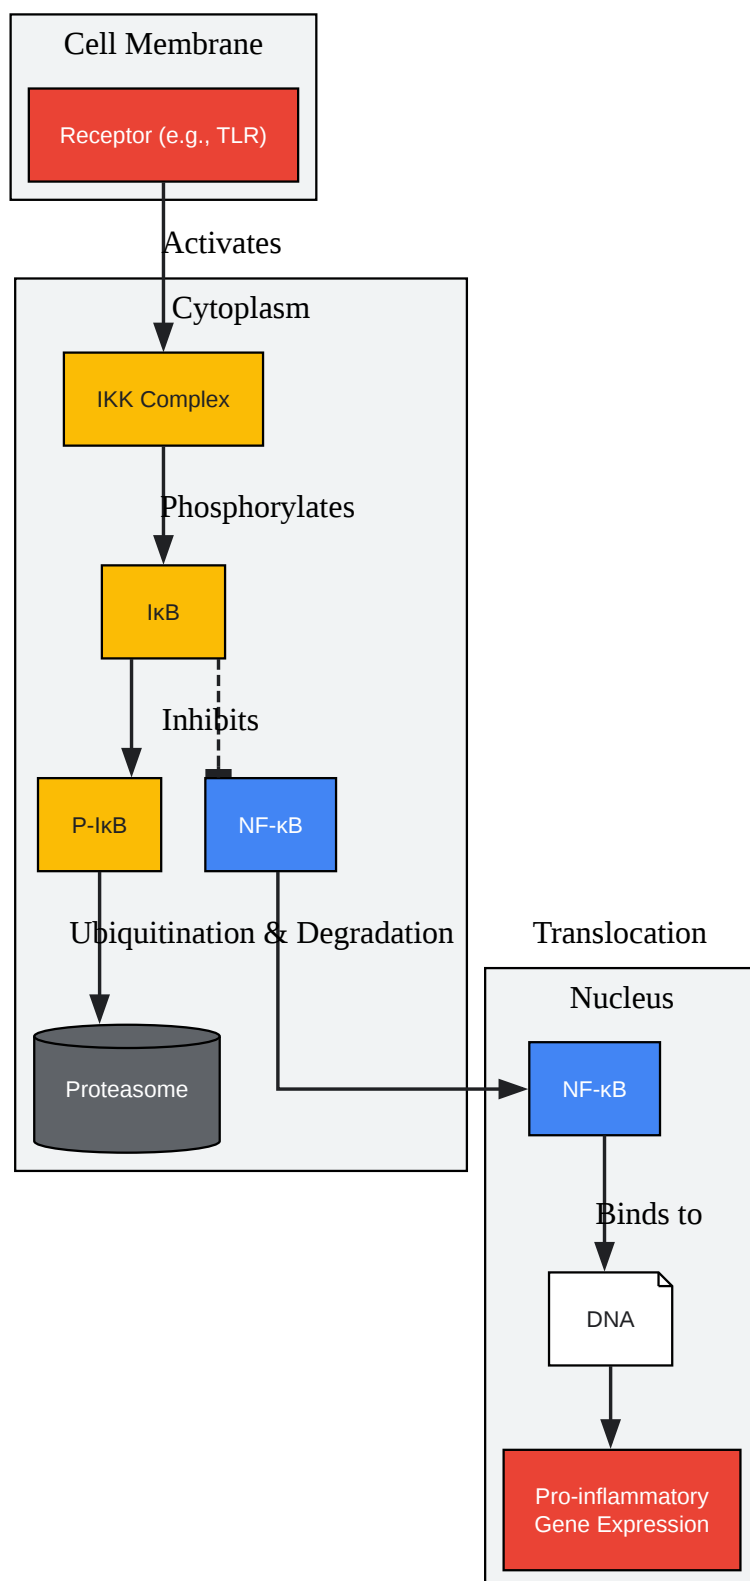 Cell Membrane
Receptor (e.g., TLR)
Activates
Cytoplasm
IKK Complex
Phosphorylates
IκB
Inhibits
P-IκB
NF-κB
Ubiquitination & Degradation
Translocation
Nucleus
Proteasome
NF-κB
Binds to
DNA
Pro-inflammatory
Gene Expression